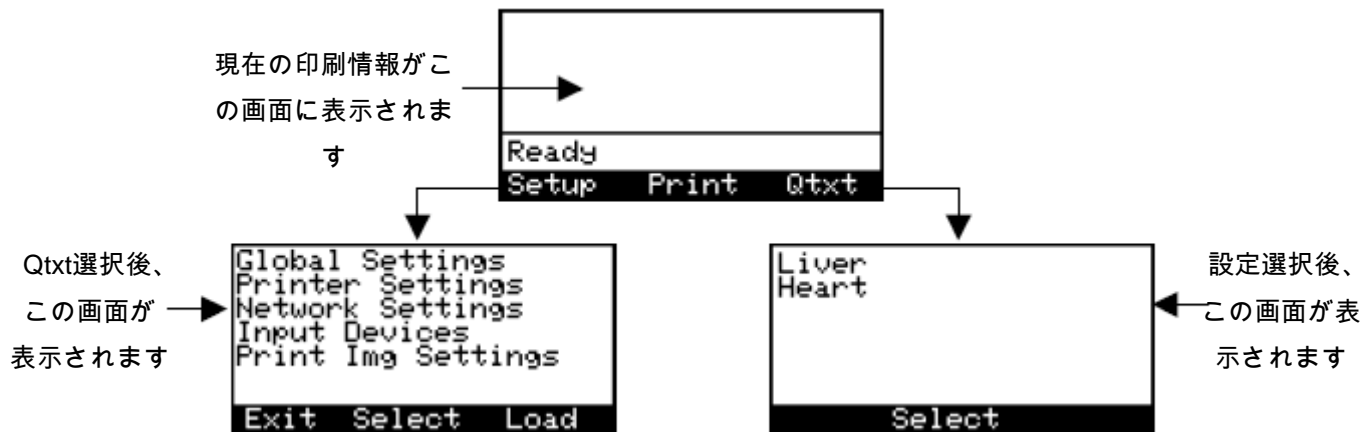 現在の印刷情報がこ
の画面に表示されま
す
Ready
Setup Print Qtxt
Qtxt選択後、
この画面が
表示されます
Global Settings
Printer Settings
Network Settings
Input Devices
Print Img Settings
Exit Select Load
Liver
Heart
Select
設定選択後、
この画面が表
示されます